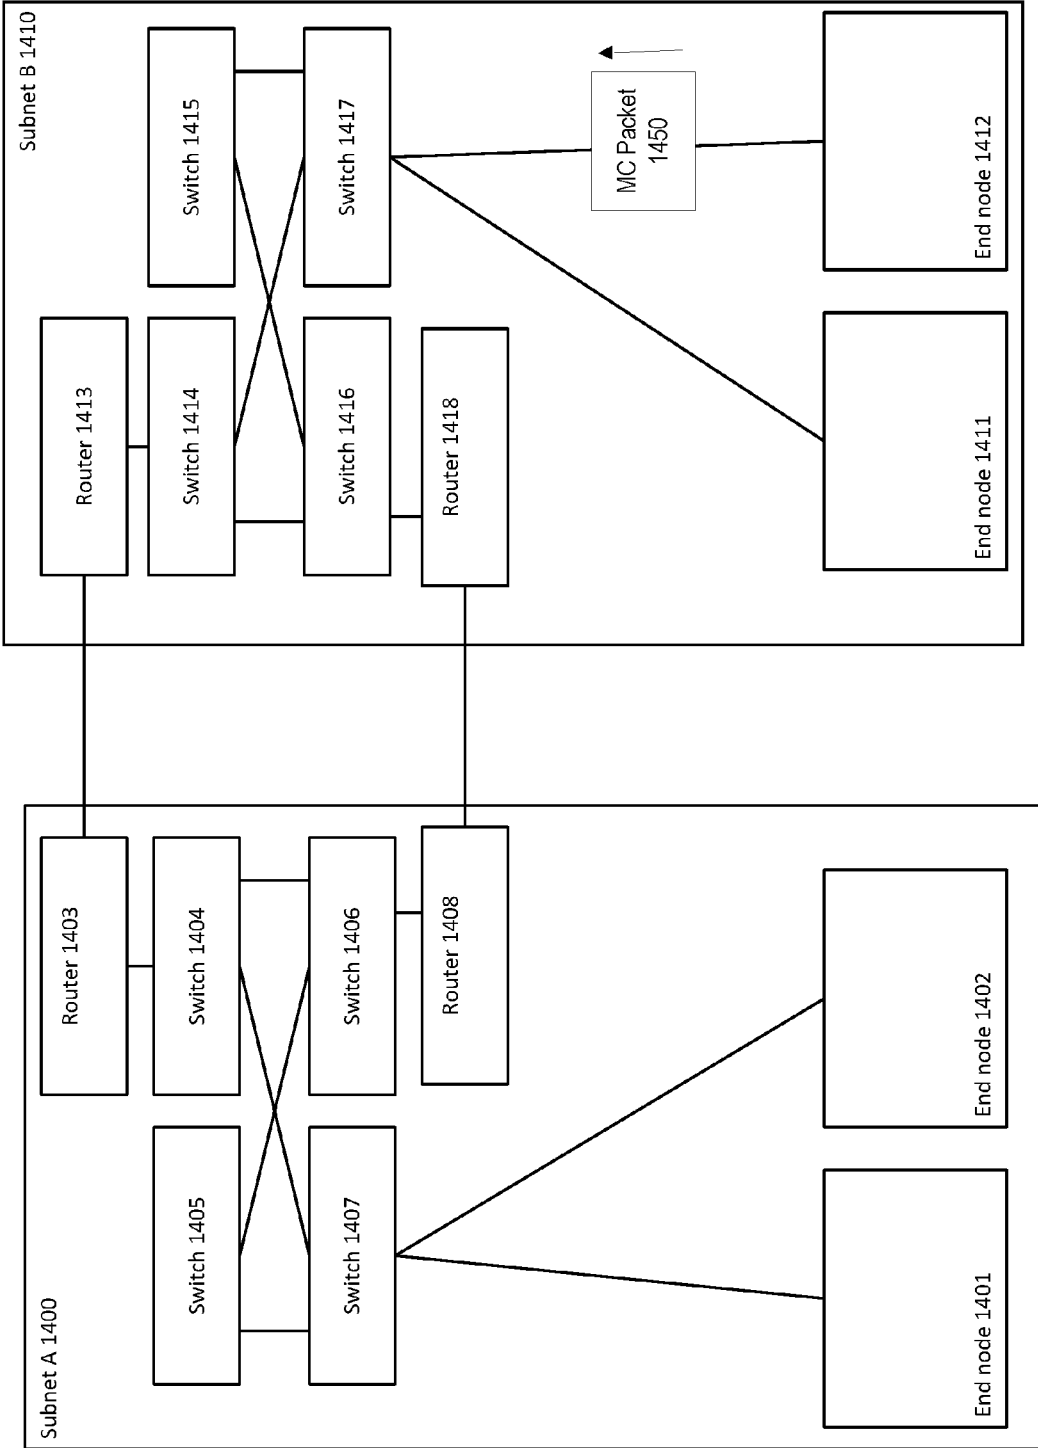 Subnet A 1400
Router 1403
Switch 1405
Switch 1404
Switch 1407
Switch 1406
Router 1408
End node 1401
End node 1402
Subnet B 1410
Router 1413
Switch 1414
Switch 1415
Switch 1416
Switch 1417
Router 1418
MC Packet
1450
End node 1411
End node 1412